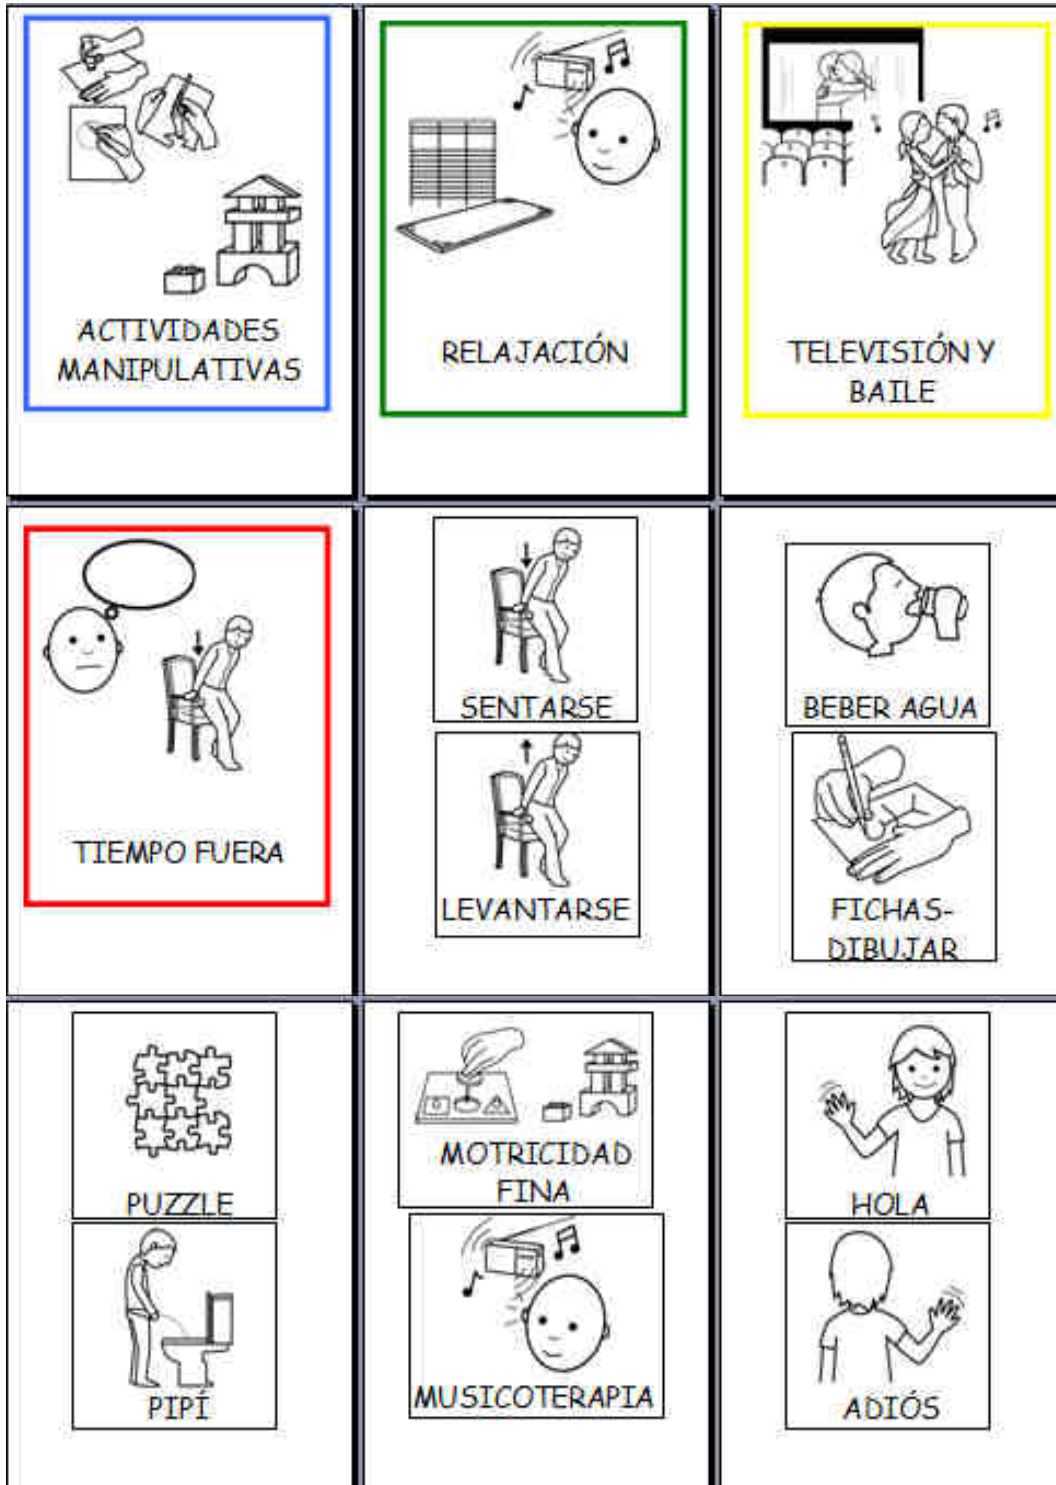 ACTIVIDADES
MANIPULATIVAS
RELAJACIÓN
TELEVISIÓN Y
BAILE
TIEMPO FUERA
SENTARSE
LEVANTARSE
BEBER AGUA
FICHAS-
DIBUJAR
PUZZLE
PIPÍ
MOTRICIDAD
FINA
MUSICOTERAPIA
HOLA
ADIÓS